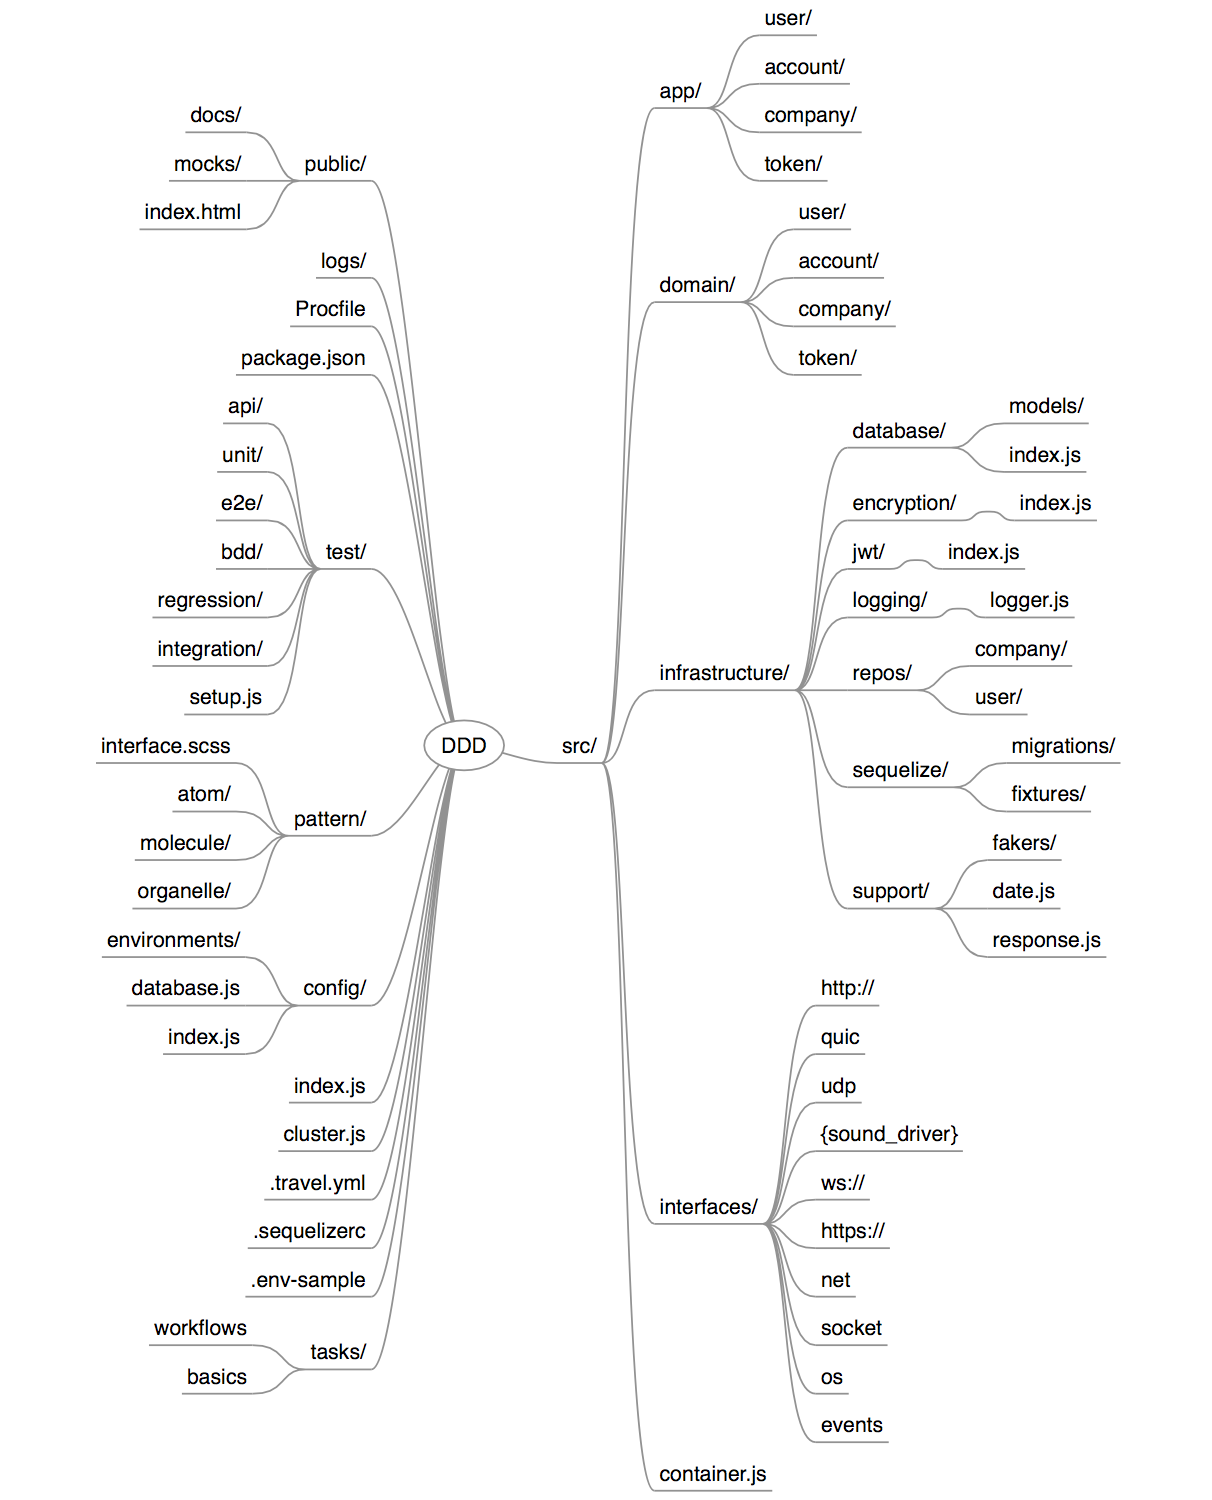 DDD
public/
docs/
mocks/
index.html
logs/
Procfile
package.json
test/
api/
unit/
e2e/
bdd/
regression/
integration/
setup.js
pattern/
interface.scss
atom/
molecule/
organelle/
config/
environments/
database.js
index.js
index.js
cluster.js
.travel.yml
.sequelizerc
.env-sample
tasks/
workflows
basics
src/
app/
user/
account/
company/
token/
domain/
user/
account/
company/
token/
infrastructure/
database/
models/
index.js
encryption/
index.js
jwt/
index.js
logging/
logger.js
repos/
company/
user/
sequelize/
migrations/
fixtures/
support/
fakers/
date.js
response.js
interfaces/
http://
quic
udp
{sound_driver}
ws://
https://
net
socket
os
events
container.js